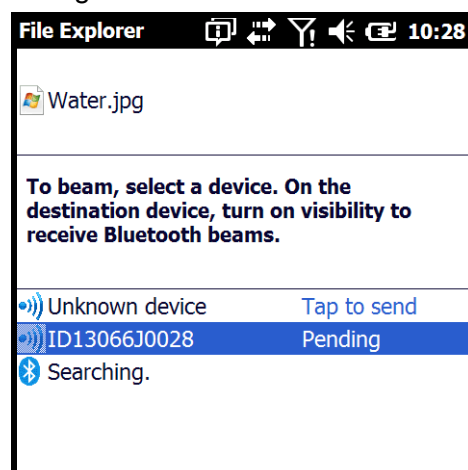 File Explorer 10:28
Water.jpg
To beam, select a device. On the
destination device, turn on visibility to
receive Bluetooth beams.
Unknown device Tap to send
ID13066J0028 Pending
Searching.